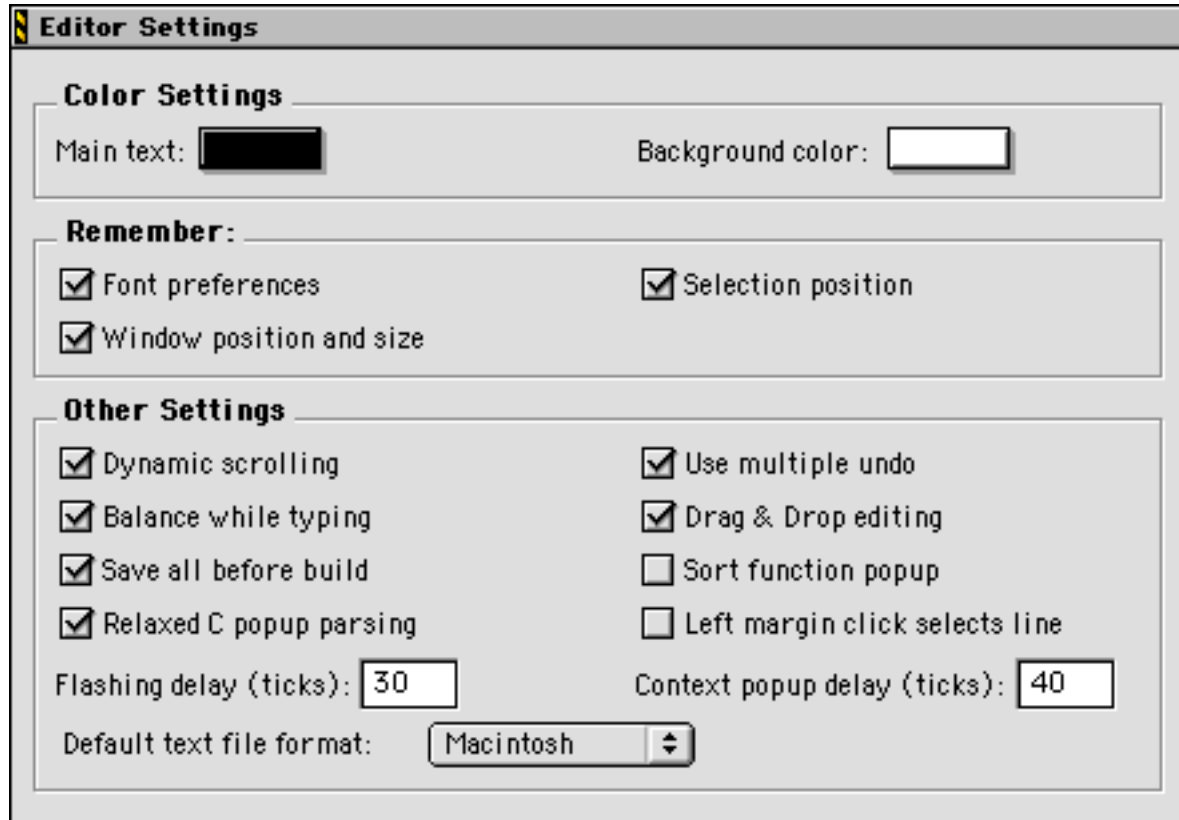 Editor Settings
Color Settings
Main text: Background color:
Remember:
Font preferences Selection position
Window position and size
Other Settings
Dynamic scrolling Use multiple undo
Balance while typing Drag & Drop editing
Save all before build Sort function popup
Relaxed C popup parsing Left margin click selects line
Flashing delay (ticks): 30 Context popup delay (ticks): 40
Default text file format: Macintosh